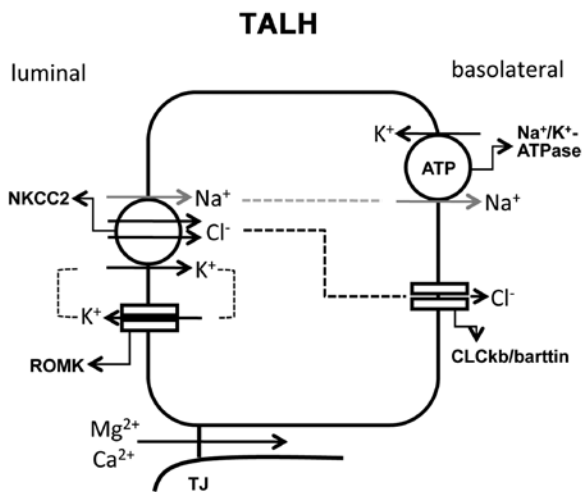 TALH
luminal
basolateral
K⁺
Na⁺/K⁺-
ATPase
ATP
NKCC2
Na⁺
Na⁺
Cl⁻
K⁺
K⁺
Cl⁻
ROMK
CLCkb/barttin
Mg²⁺
Ca²⁺
TJ